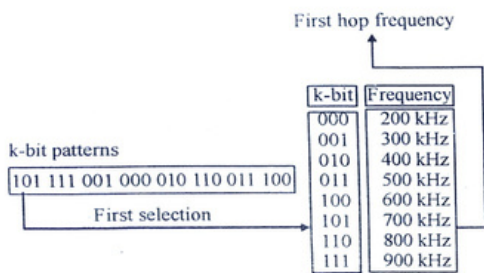 First hop frequency
k-bit Frequency
000 200 kHz
001 300 kHz
010 400 kHz
011 500 kHz
100 600 kHz
101 700 kHz
110 800 kHz
111 900 kHz
k-bit patterns
101 111 001 000 010 110 011 100
First selection